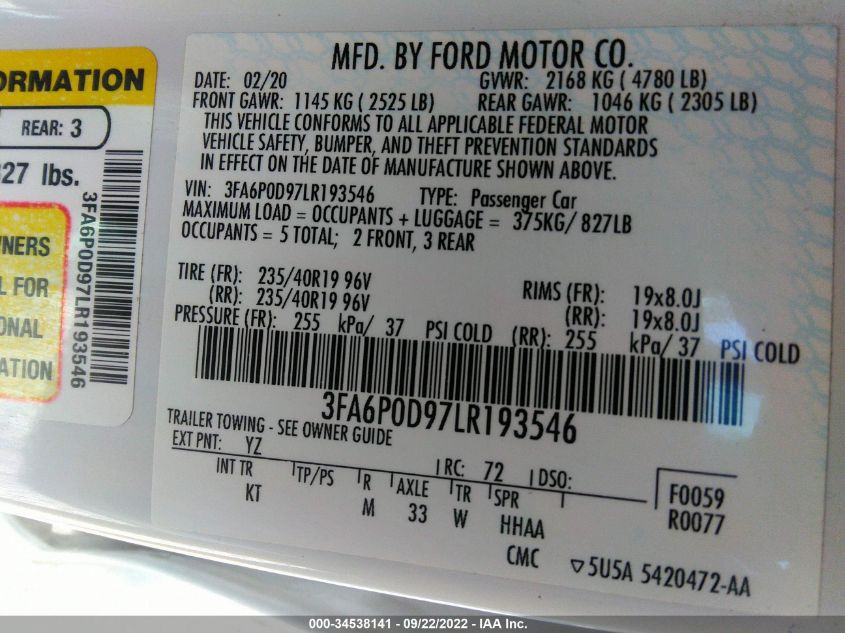 ORMATION
REAR: 3
27 lbs.
NERS
L FOR
ONAL
ATION
3FA6P0D97LR193546
MFD. BY FORD MOTOR CO.
DATE: 02/20 GVWR: 2168 KG ( 4780 LB)
FRONT GAWR: 1145 KG ( 2525 LB) REAR GAWR: 1046 KG ( 2305 LB)
THIS VEHICLE CONFORMS TO ALL APPLICABLE FEDERAL MOTOR
VEHICLE SAFETY, BUMPER, AND THEFT PREVENTION STANDARDS
IN EFFECT ON THE DATE OF MANUFACTURE SHOWN ABOVE.
VIN: 3FA6P0D97LR193546 TYPE: Passenger Car
MAXIMUM LOAD = OCCUPANTS + LUGGAGE = 375KG/ 827LB
OCCUPANTS = 5 TOTAL; 2 FRONT, 3 REAR
TIRE (FR): 235/40R19 96V RIMS (FR): 19x8.0J
(RR): 235/40R19 96V (RR): 19x8.0J
PRESSURE (FR): 255 kPa/ 37 PSI COLD (RR): 255 kPa/ 37 PSI COLD
3FA6P0D97LR193546
TRAILER TOWING - SEE OWNER GUIDE
EXT PNT: YZ RC: 72 DSO:
INT TR TP/PS R AXLE TR SPR
KT M 33 W HHAA
CMC
F0059
R0077
▽5U5A 5420472-AA
000-34538141 - 09/22/2022 - IAA Inc.